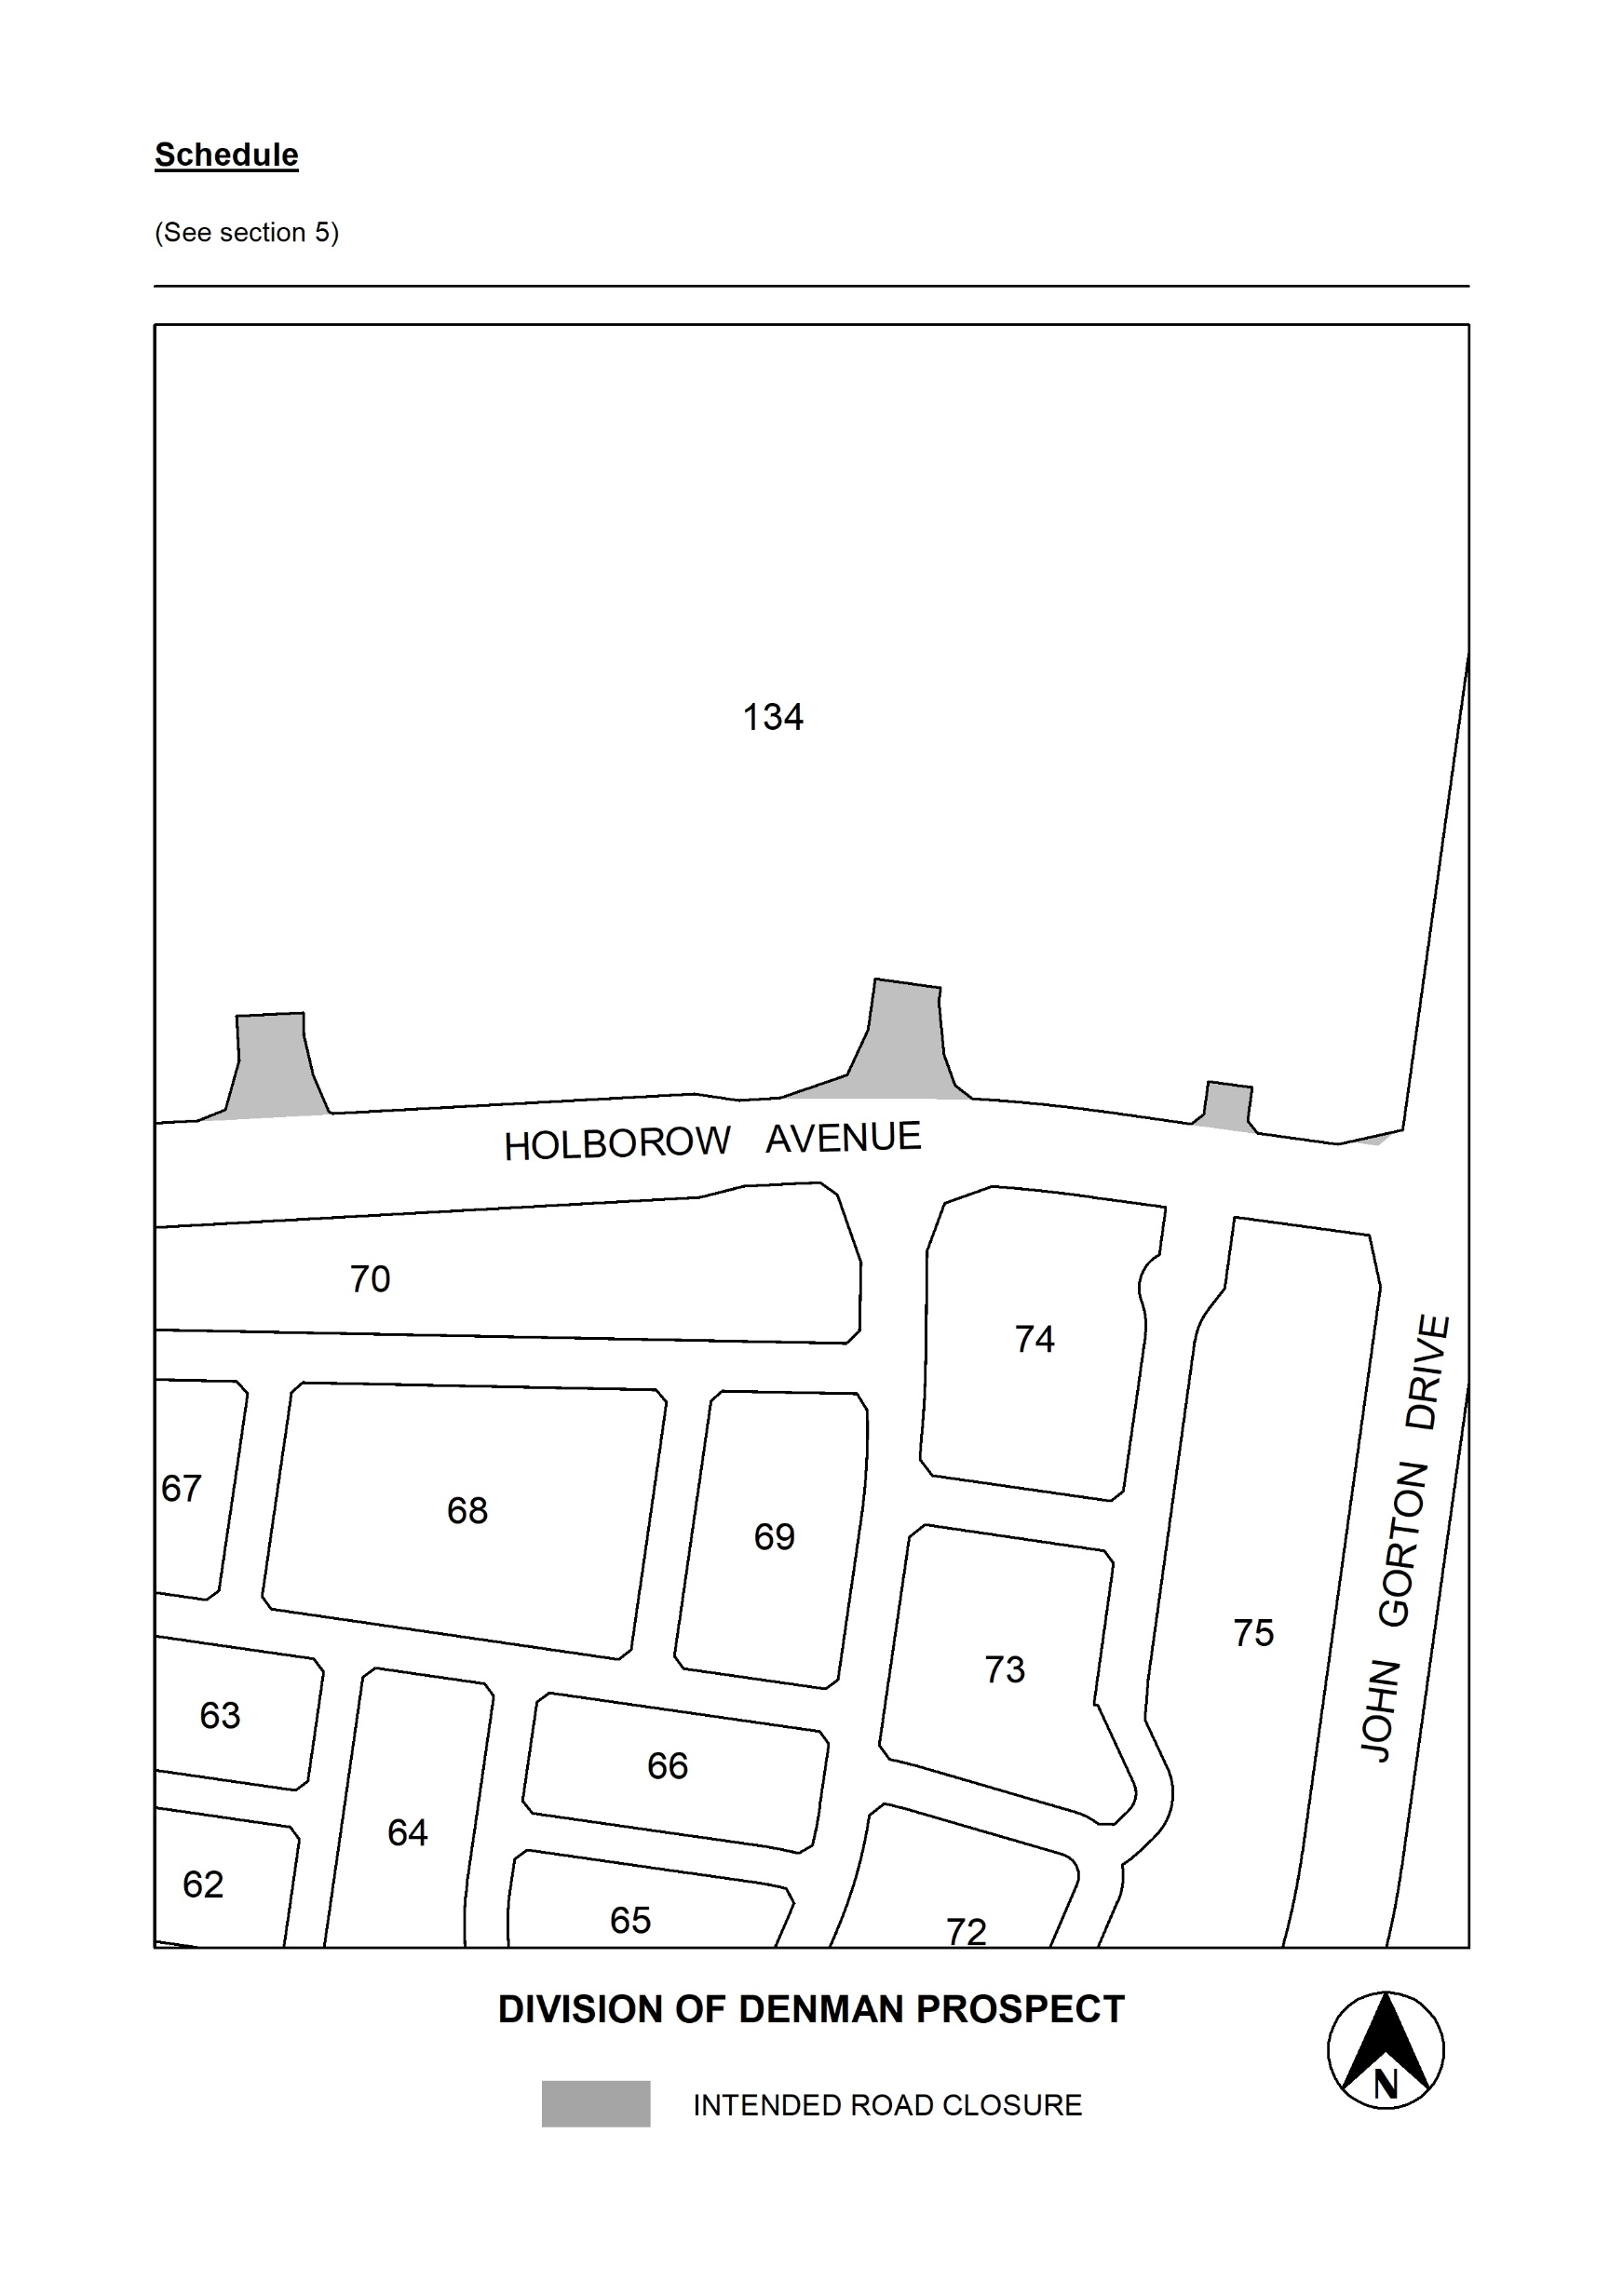 Schedule
(See section 5)
134
HOLBOROW AVENUE
70
74
67
68
69
75
JOHN GORTON DRIVE
73
63
66
64
62
65
72
DIVISION OF DENMAN PROSPECT
N
INTENDED ROAD CLOSURE